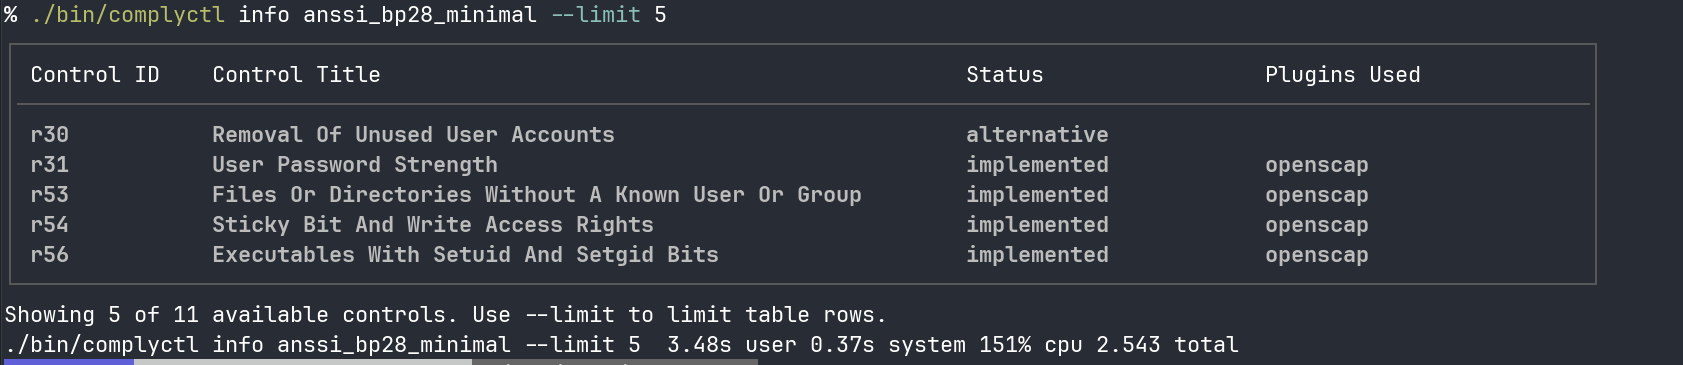 % ./bin/complyctl info anssi_bp28_minimal --limit 5
Control ID Control Title Status Plugins Used
r30 Removal Of Unused User Accounts alternative
r31 User Password Strength implemented openscap
r53 Files Or Directories Without A Known User Or Group implemented openscap
r54 Sticky Bit And Write Access Rights implemented openscap
r56 Executables With Setuid And Setgid Bits implemented openscap
Showing 5 of 11 available controls. Use --limit to limit table rows.
./bin/complyctl info anssi_bp28_minimal --limit 5  3.48s user 0.37s system 151% cpu 2.543 total